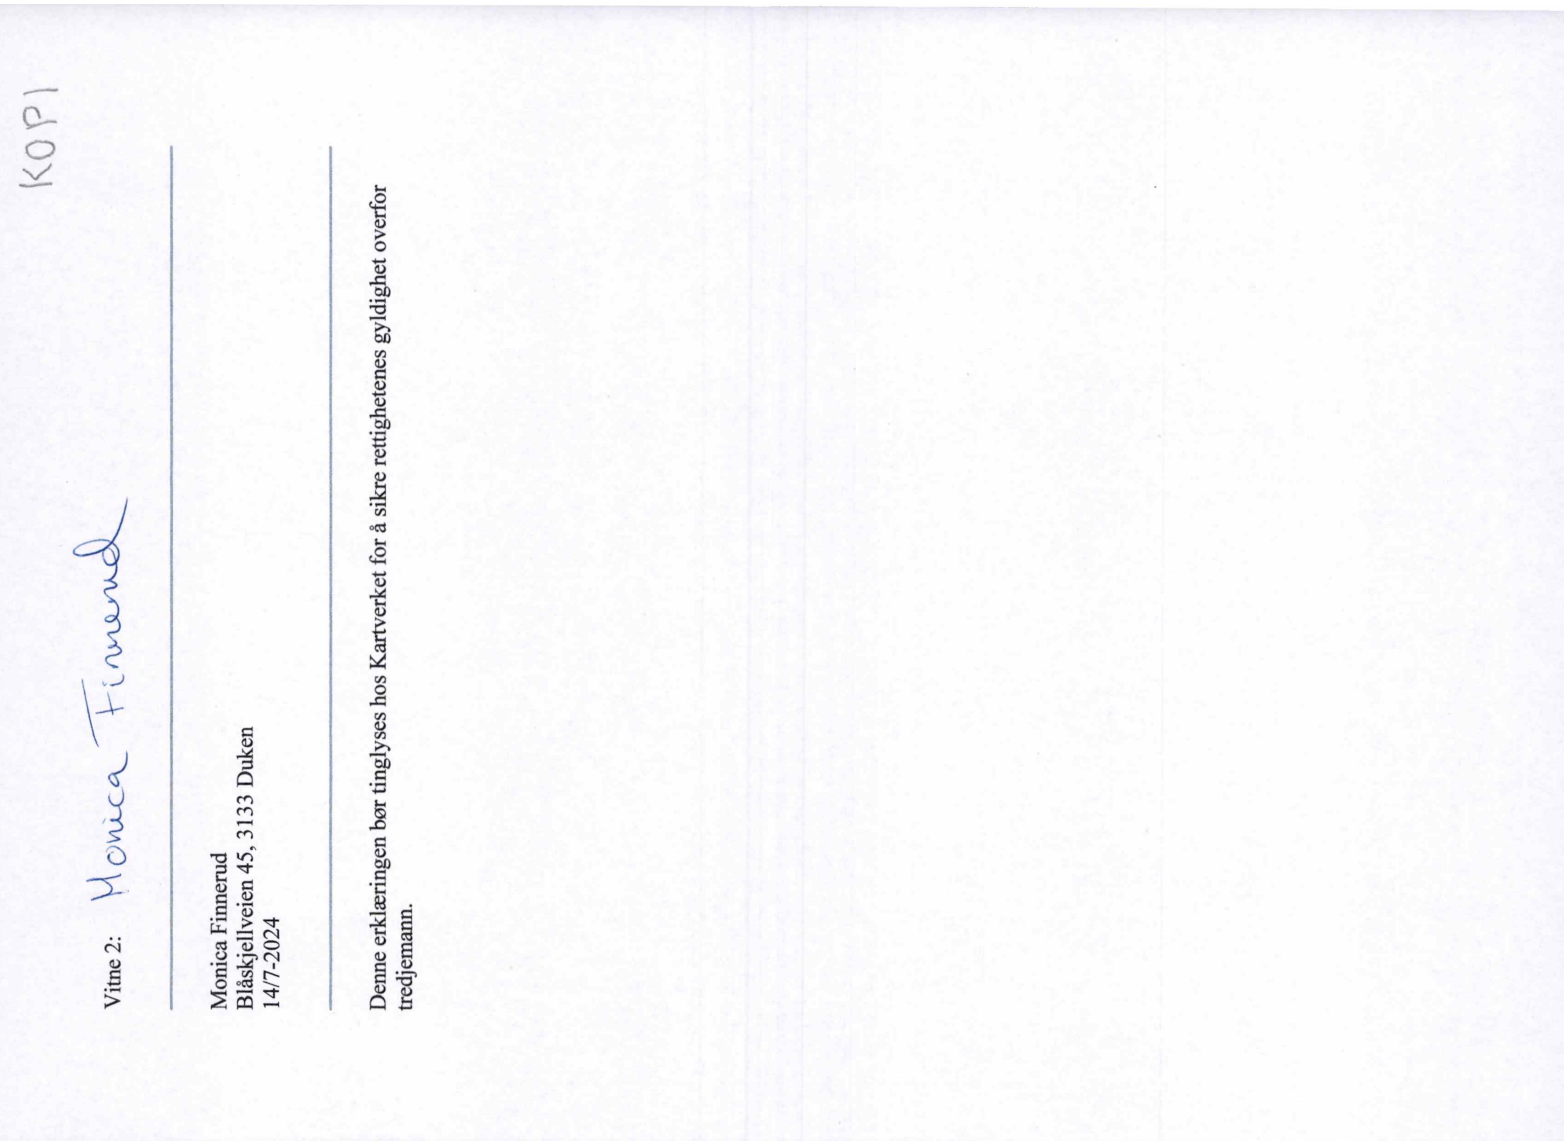 KOPI
Vitne 2: Monica Finnerud
Monica Finnerud
Blåskjellveien 45, 3133 Duken
14/7-2024
Denne erklæringen bør tinglyses hos Kartverket for å sikre rettighetenes gyldighet overfor
tredjemann.